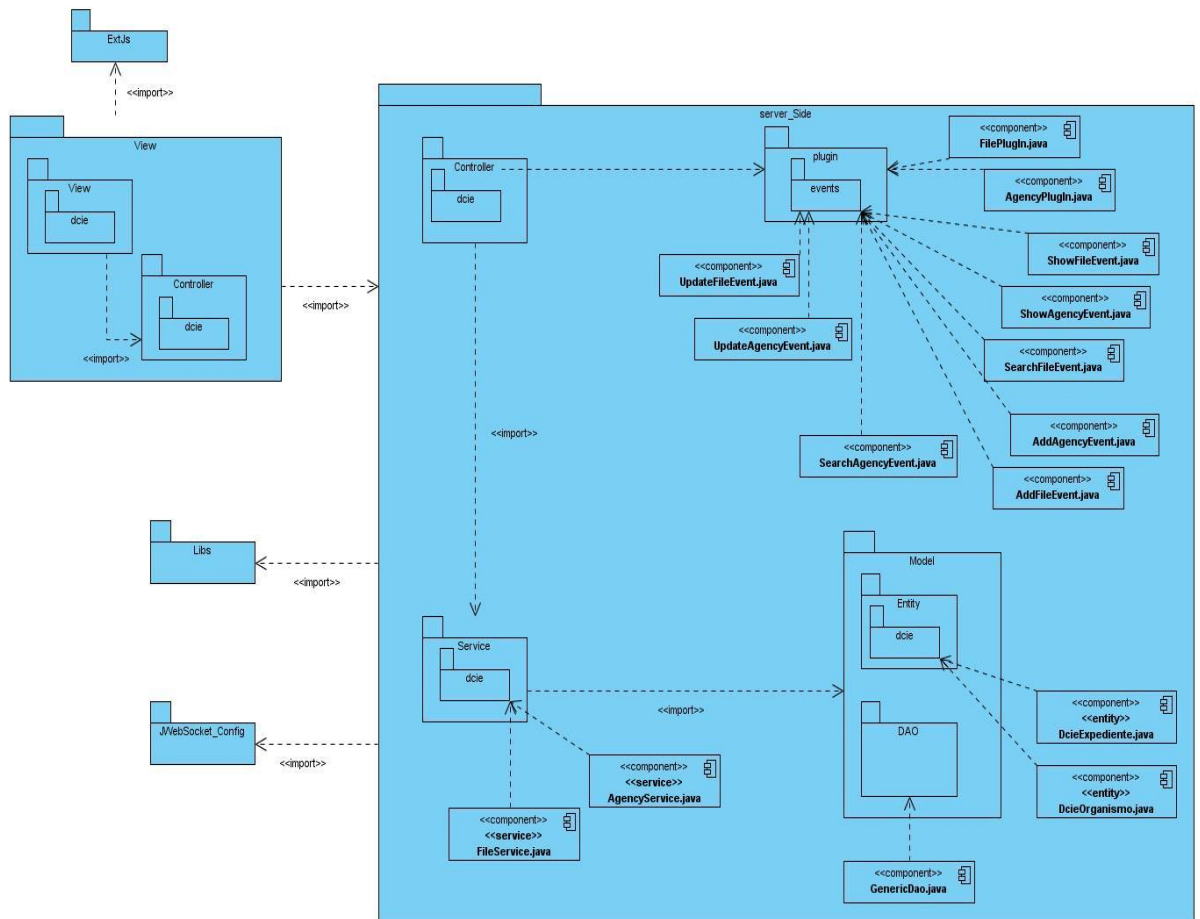 ExtJs
<<import>>
View
View
dcie
Controller
dcie
<<import>>
<<import>>
server_Side
Controller
dcie
plugin
events
<<component>>
FilePlugIn.java
<<component>>
AgencyPlugIn.java
<<component>>
ShowFileEvent.java
<<component>>
UpdateFileEvent.java
<<component>>
ShowAgencyEvent.java
<<component>>
UpdateAgencyEvent.java
<<component>>
SearchFileEvent.java
<<import>>
<<component>>
SearchAgencyEvent.java
<<component>>
AddAgencyEvent.java
<<component>>
AddFileEvent.java
Libs
<<import>>
Model
Entity
dcie
Service
dcie
<<import>>
JWebSocket_Config
<<import>>
DAO
<<component>>
<<entity>>
DcieExpediente.java
<<component>>
<<entity>>
DcieOrganismo.java
<<component>>
<<service>>
AgencyService.java
<<component>>
<<service>>
FileService.java
<<component>>
GenericDao.java